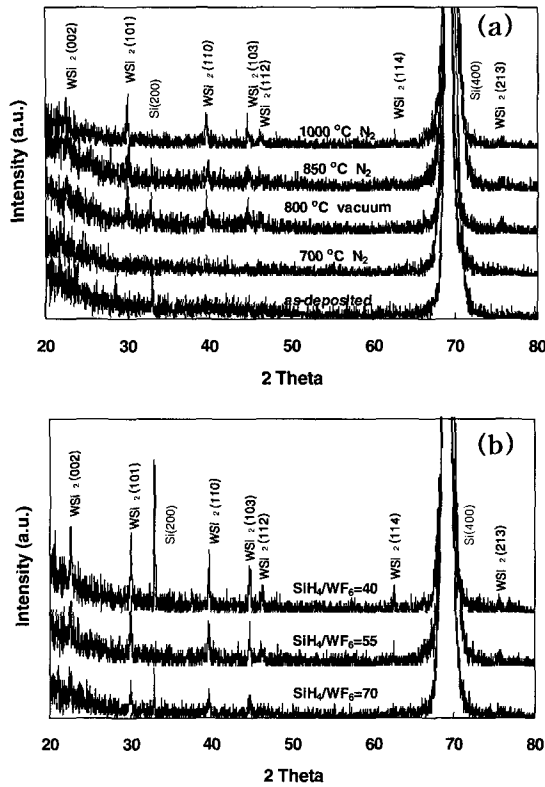 (a)
WSi 2 (002)
WSi 2 (101)
Si(200)
WSi 2 (110)
WSi 2 (103)
WSi 2 (112)
WSi 2 (114)
Si(400)
WSi 2 (213)
1000 °C N2
850 °C N2
800 °C vacuum
700 °C N2
as-deposited
Intensity (a.u.)
20 30 40 50 60 70 80
2 Theta
(b)
WSi 2 (002)
WSi 2 (101)
Si(200)
WSi 2 (110)
WSi 2 (103)
WSi 2 (112)
WSi 2 (114)
Si(400)
WSi 2 (213)
SiH4/WF6=40
SiH4/WF6=55
SiH4/WF6=70
Intensity (a.u.)
20 30 40 50 60 70 80
2 Theta